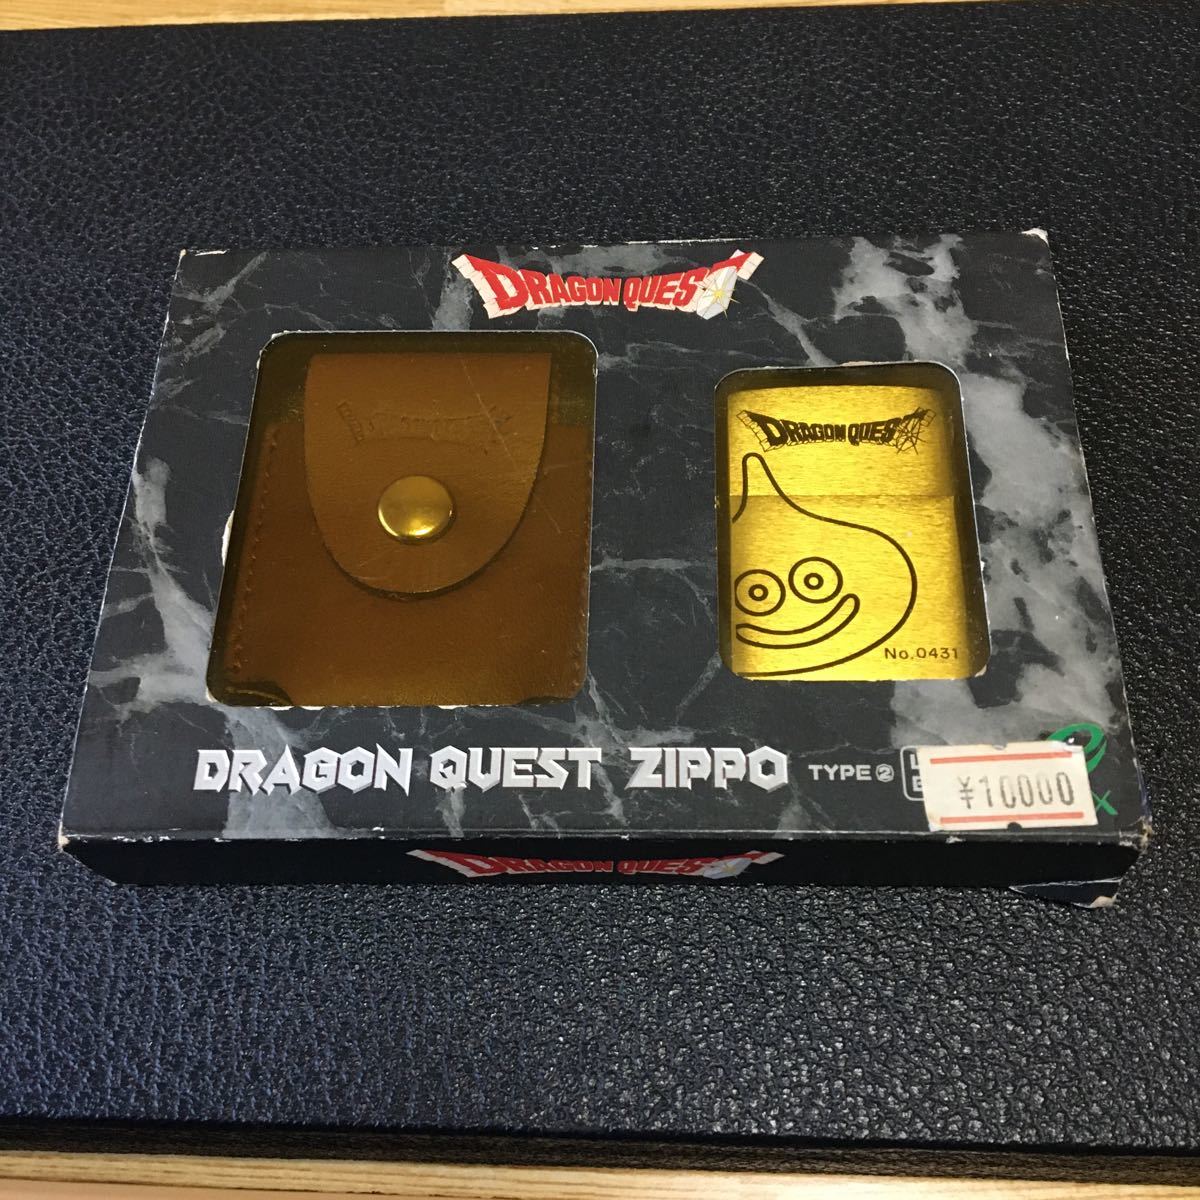 DRAGON QUEST
DRAGON QUEST
No.0431
DRAGON QUEST ZIPPO TYPE②
¥10000
DRAGON QUEST